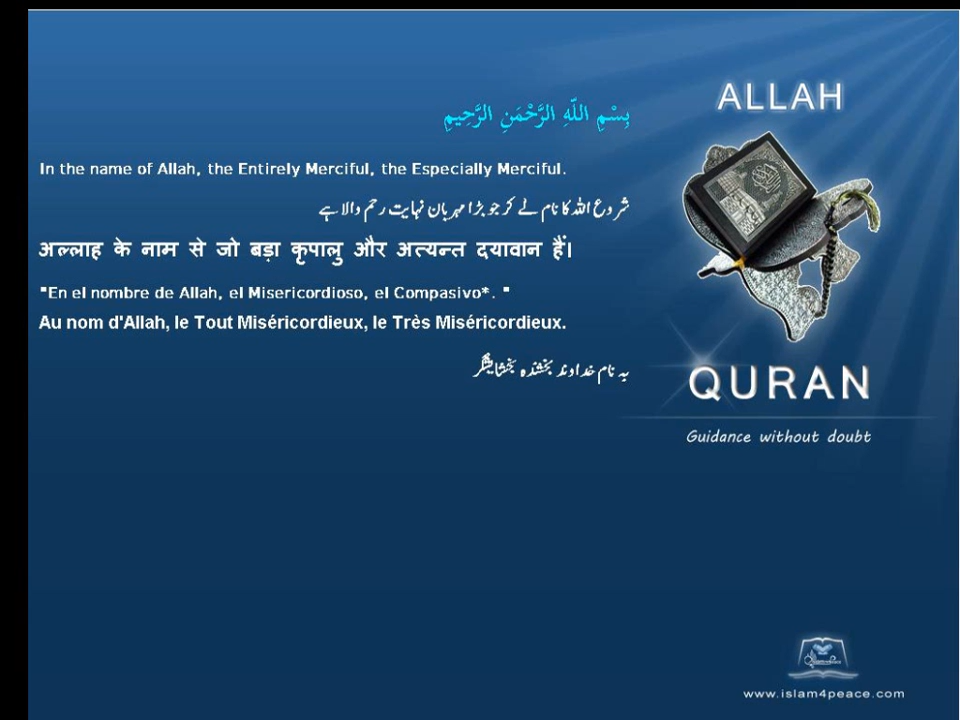 بِسْمِ اللّهِ الرَّحْمَنِ الرَّحِيمِ
In the name of Allah, the Entirely Merciful, the Especially Merciful.
شروع الله کا نام لے کر جو بڑا مہربان نہایت رحم والا ہے
अल्लाह के नाम से जो बड़ा कृपालु और अत्यन्त दयावान हैं।
"En el nombre de Allah, el Misericordioso, el Compasivo*. "
Au nom d'Allah, le Tout Miséricordieux, le Très Miséricordieux.
به نام خداوند بخشنده بخشایشگر
ALLAH
QURAN
Guidance without doubt
www.islam4peace.com